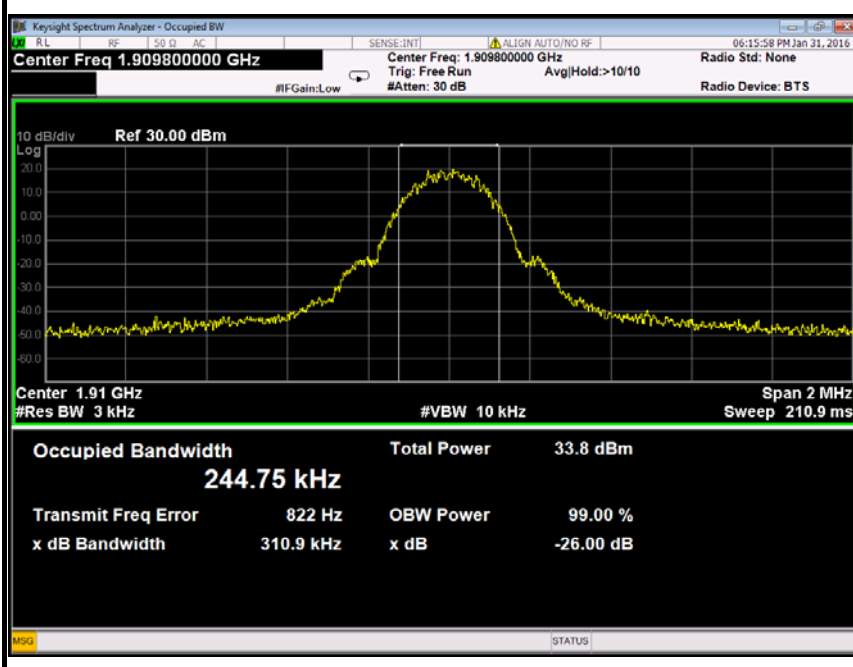 Keysight Spectrum Analyzer - Occupied BW
RL RF 50 Ω AC SENSE:INT ALIGN AUTO/NO RF 06:15:58 PM Jan 31, 2016
Center Freq 1.909800000 GHz Center Freq: 1.909800000 GHz Radio Std: None
Trig: Free Run Avg|Hold:>10/10
#IFGain:Low #Atten: 30 dB Radio Device: BTS
10 dB/div Ref 30.00 dBm
Log
20.0
10.0
0.00
-10.0
-20.0
-30.0
-40.0
-50.0
-60.0
Center 1.91 GHz Span 2 MHz
#Res BW 3 kHz #VBW 10 kHz Sweep 210.9 ms
Occupied Bandwidth Total Power 33.8 dBm
244.75 kHz
Transmit Freq Error 822 Hz OBW Power 99.00 %
x dB Bandwidth 310.9 kHz x dB -26.00 dB
MSG STATUS